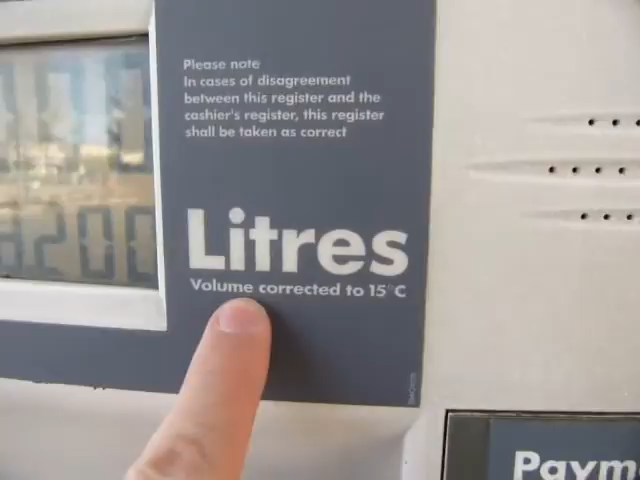 Please note
In cases of disagreement
between this register and the
cashier's register, this register
shall be taken as correct
Litres
Volume corrected to 15°C